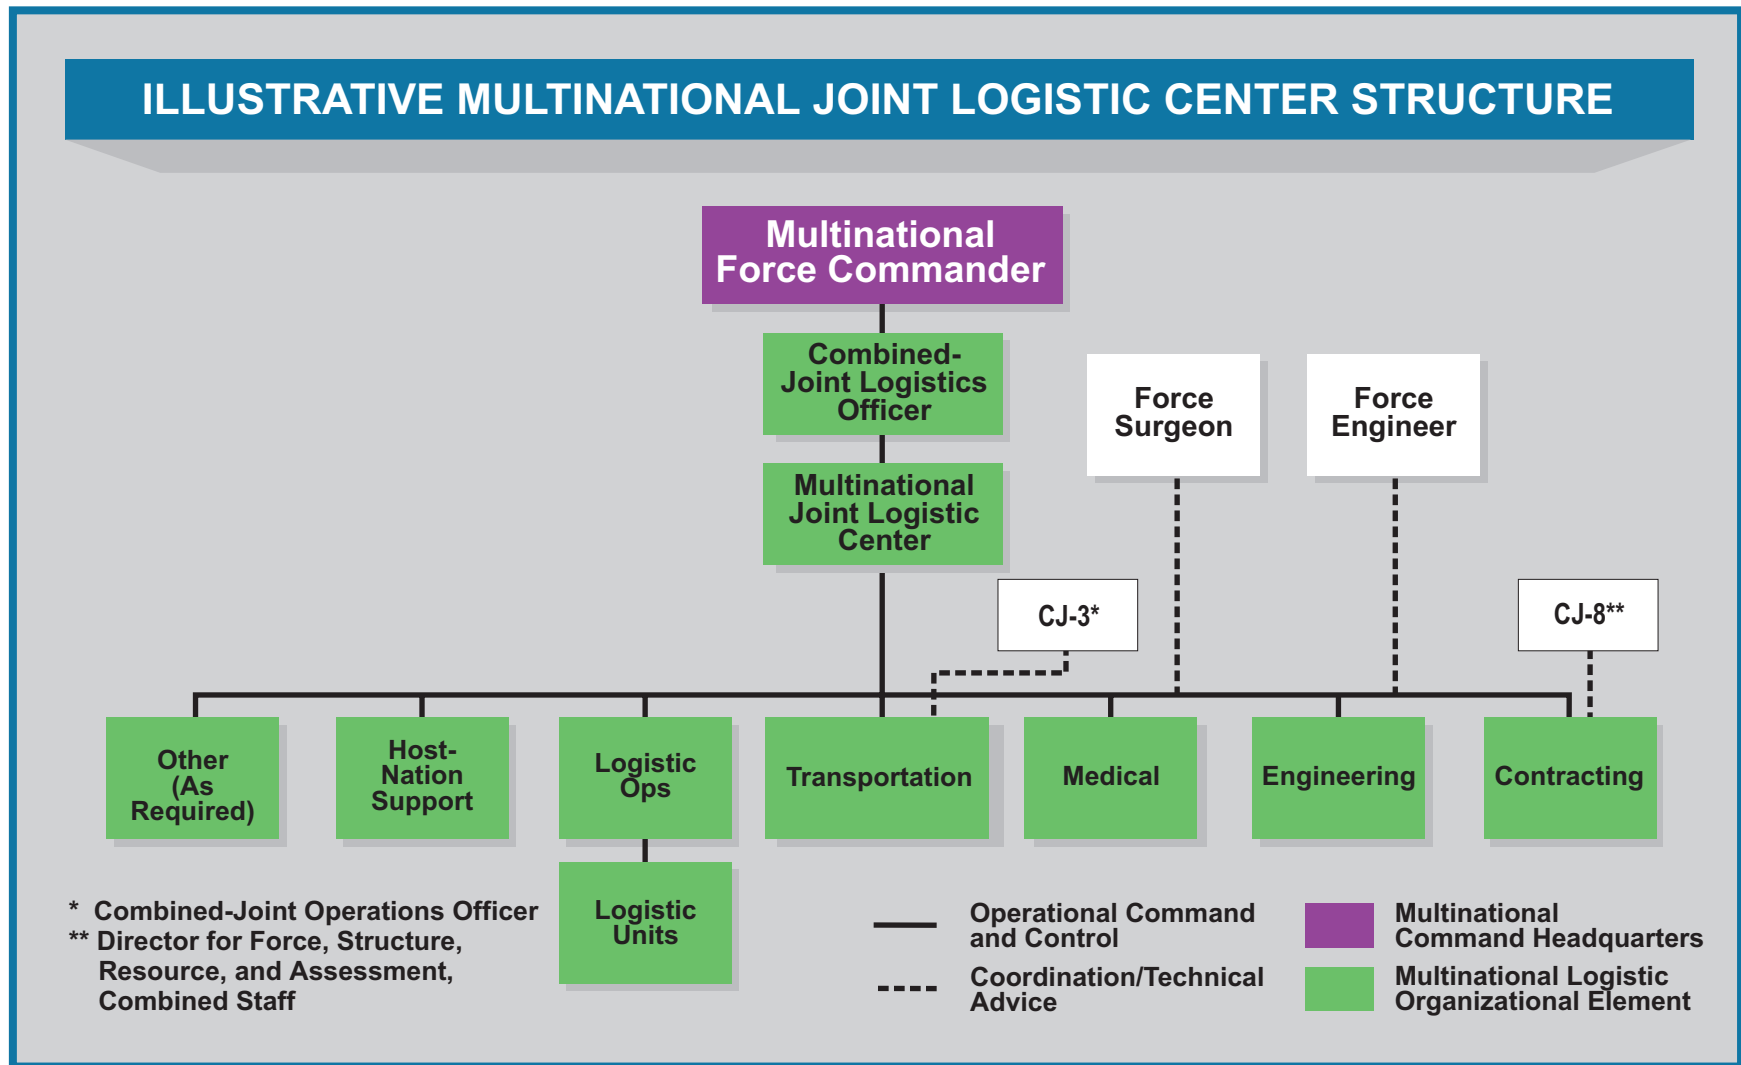 ILLUSTRATIVE MULTINATIONAL JOINT LOGISTIC CENTER STRUCTURE
Multinational
Force Commander
Combined-
Joint Logistics
Officer
Multinational
Joint Logistic
Center
Force
Surgeon
Force
Engineer
CJ-3*
CJ-8**
Other
(As
Required)
Host-
Nation
Support
Logistic
Ops
Transportation
Medical
Engineering
Contracting
Logistic
Units
* Combined-Joint Operations Officer
** Director for Force, Structure,
Resource, and Assessment,
Combined Staff
Operational Command
and Control
Coordination/Technical
Advice
Multinational
Command Headquarters
Multinational Logistic
Organizational Element